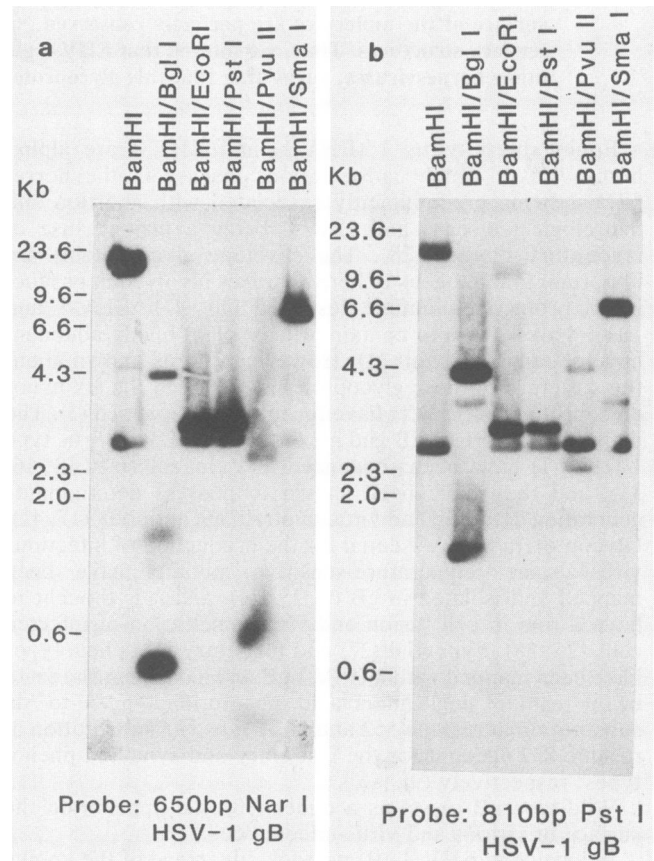 a
BamHI
BamHI/Bgl I
BamHI/EcoRI
BamHI/Pst I
BamHI/Pvu II
BamHI/Sma I
Kb
23.6-
9.6-
6.6-
4.3-
2.3-
2.0-
0.6-
Probe: 650bp Nar I
HSV-1 gB
b
BamHI
BamHI/Bgl I
BamHI/EcoRI
BamHI/Pst I
BamHI/Pvu II
BamHI/Sma I
Kb
23.6-
9.6-
6.6-
4.3-
2.3-
2.0-
0.6-
Probe: 810bp Pst I
HSV-1 gB